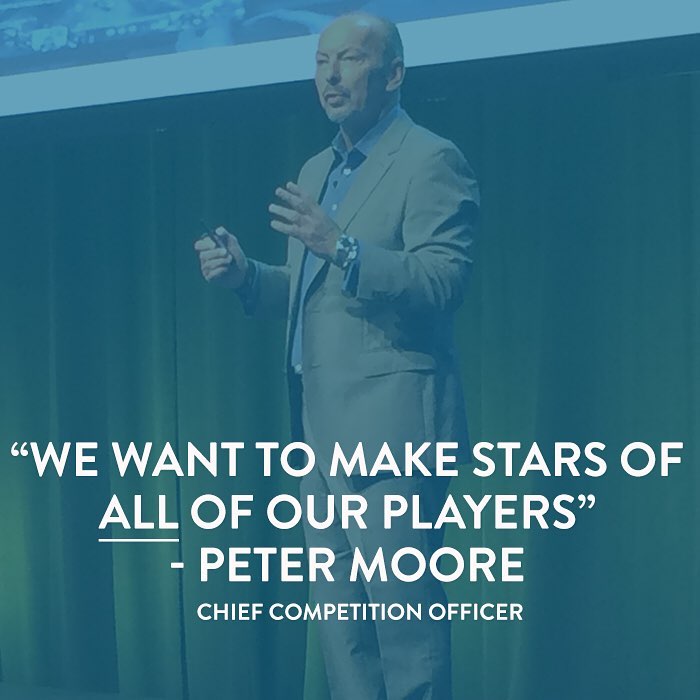 “WE WANT TO MAKE STARS OF
ALL OF OUR PLAYERS”
- PETER MOORE
CHIEF COMPETITION OFFICER